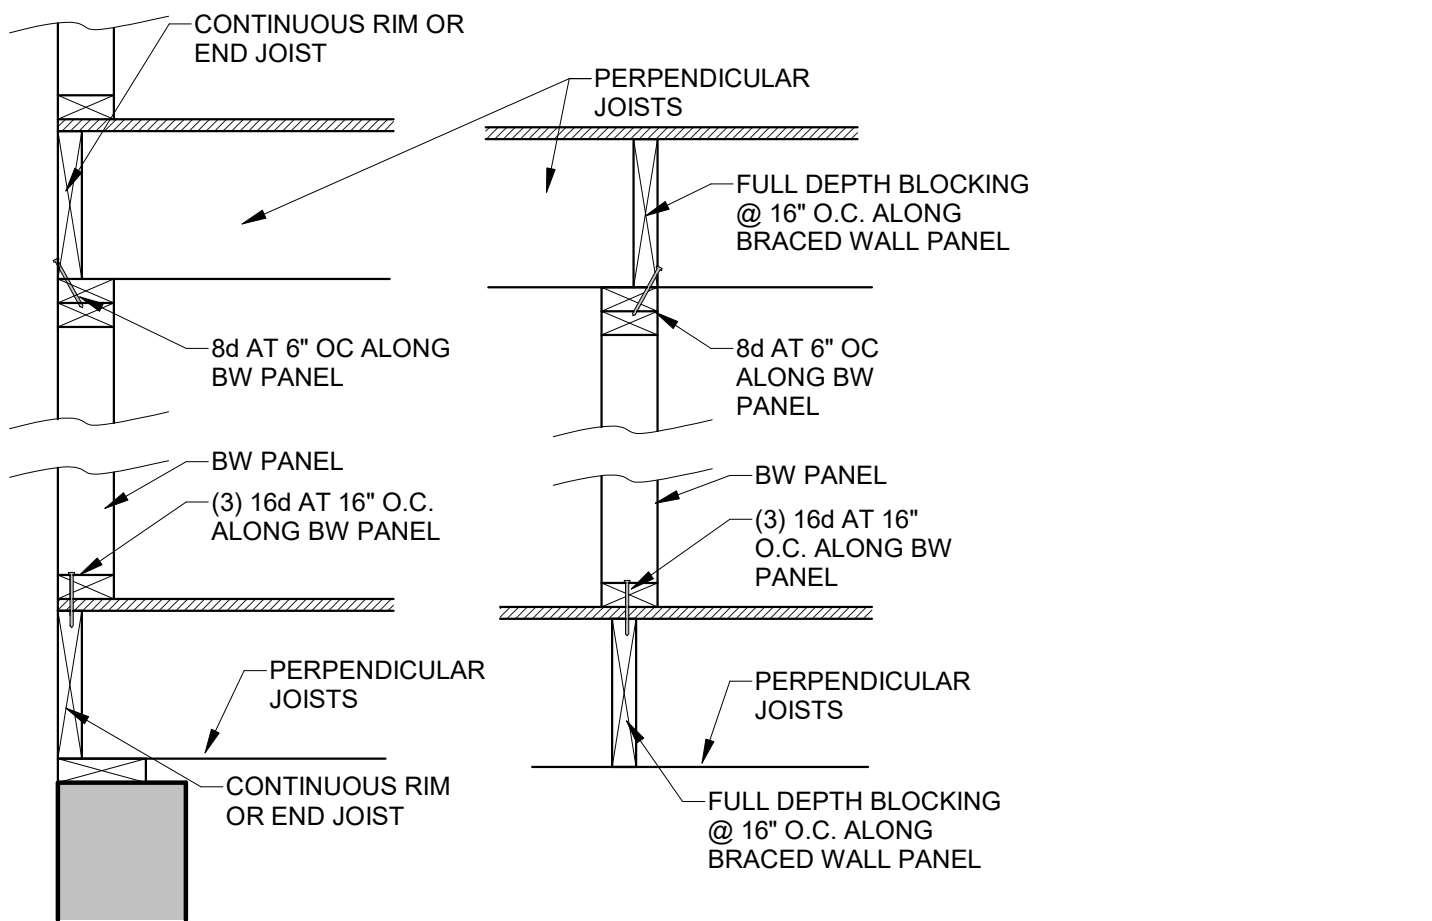 CONTINUOUS RIM OR
END JOIST
PERPENDICULAR
JOISTS
FULL DEPTH BLOCKING
@ 16" O.C. ALONG
BRACED WALL PANEL
8d AT 6" OC ALONG
BW PANEL
8d AT 6" OC
ALONG BW
PANEL
BW PANEL
(3) 16d AT 16" O.C.
ALONG BW PANEL
BW PANEL
(3) 16d AT 16"
O.C. ALONG BW
PANEL
PERPENDICULAR
JOISTS
PERPENDICULAR
JOISTS
CONTINUOUS RIM
OR END JOIST
FULL DEPTH BLOCKING
@ 16" O.C. ALONG
BRACED WALL PANEL